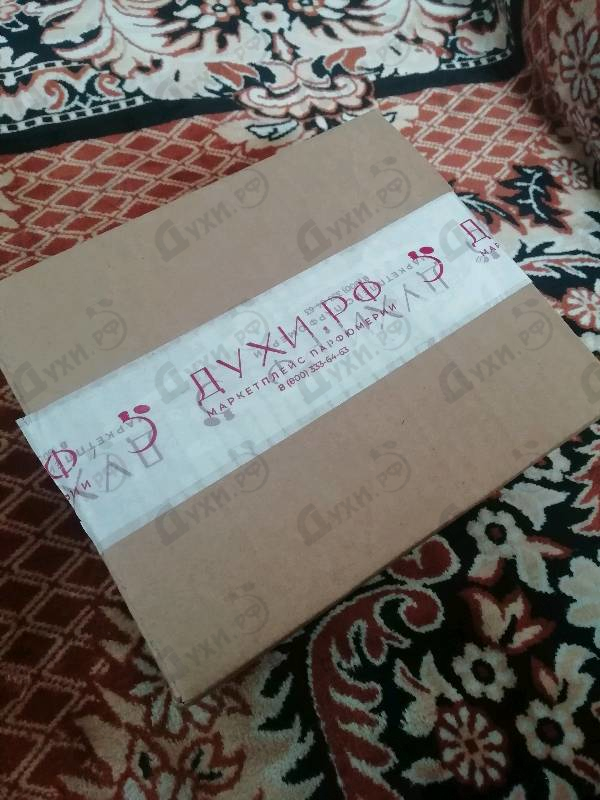 ДУХИ.РФ
МАРКЕТПЛЕЙС ПАРФЮМЕРИИ
8 (800) 333-64-63